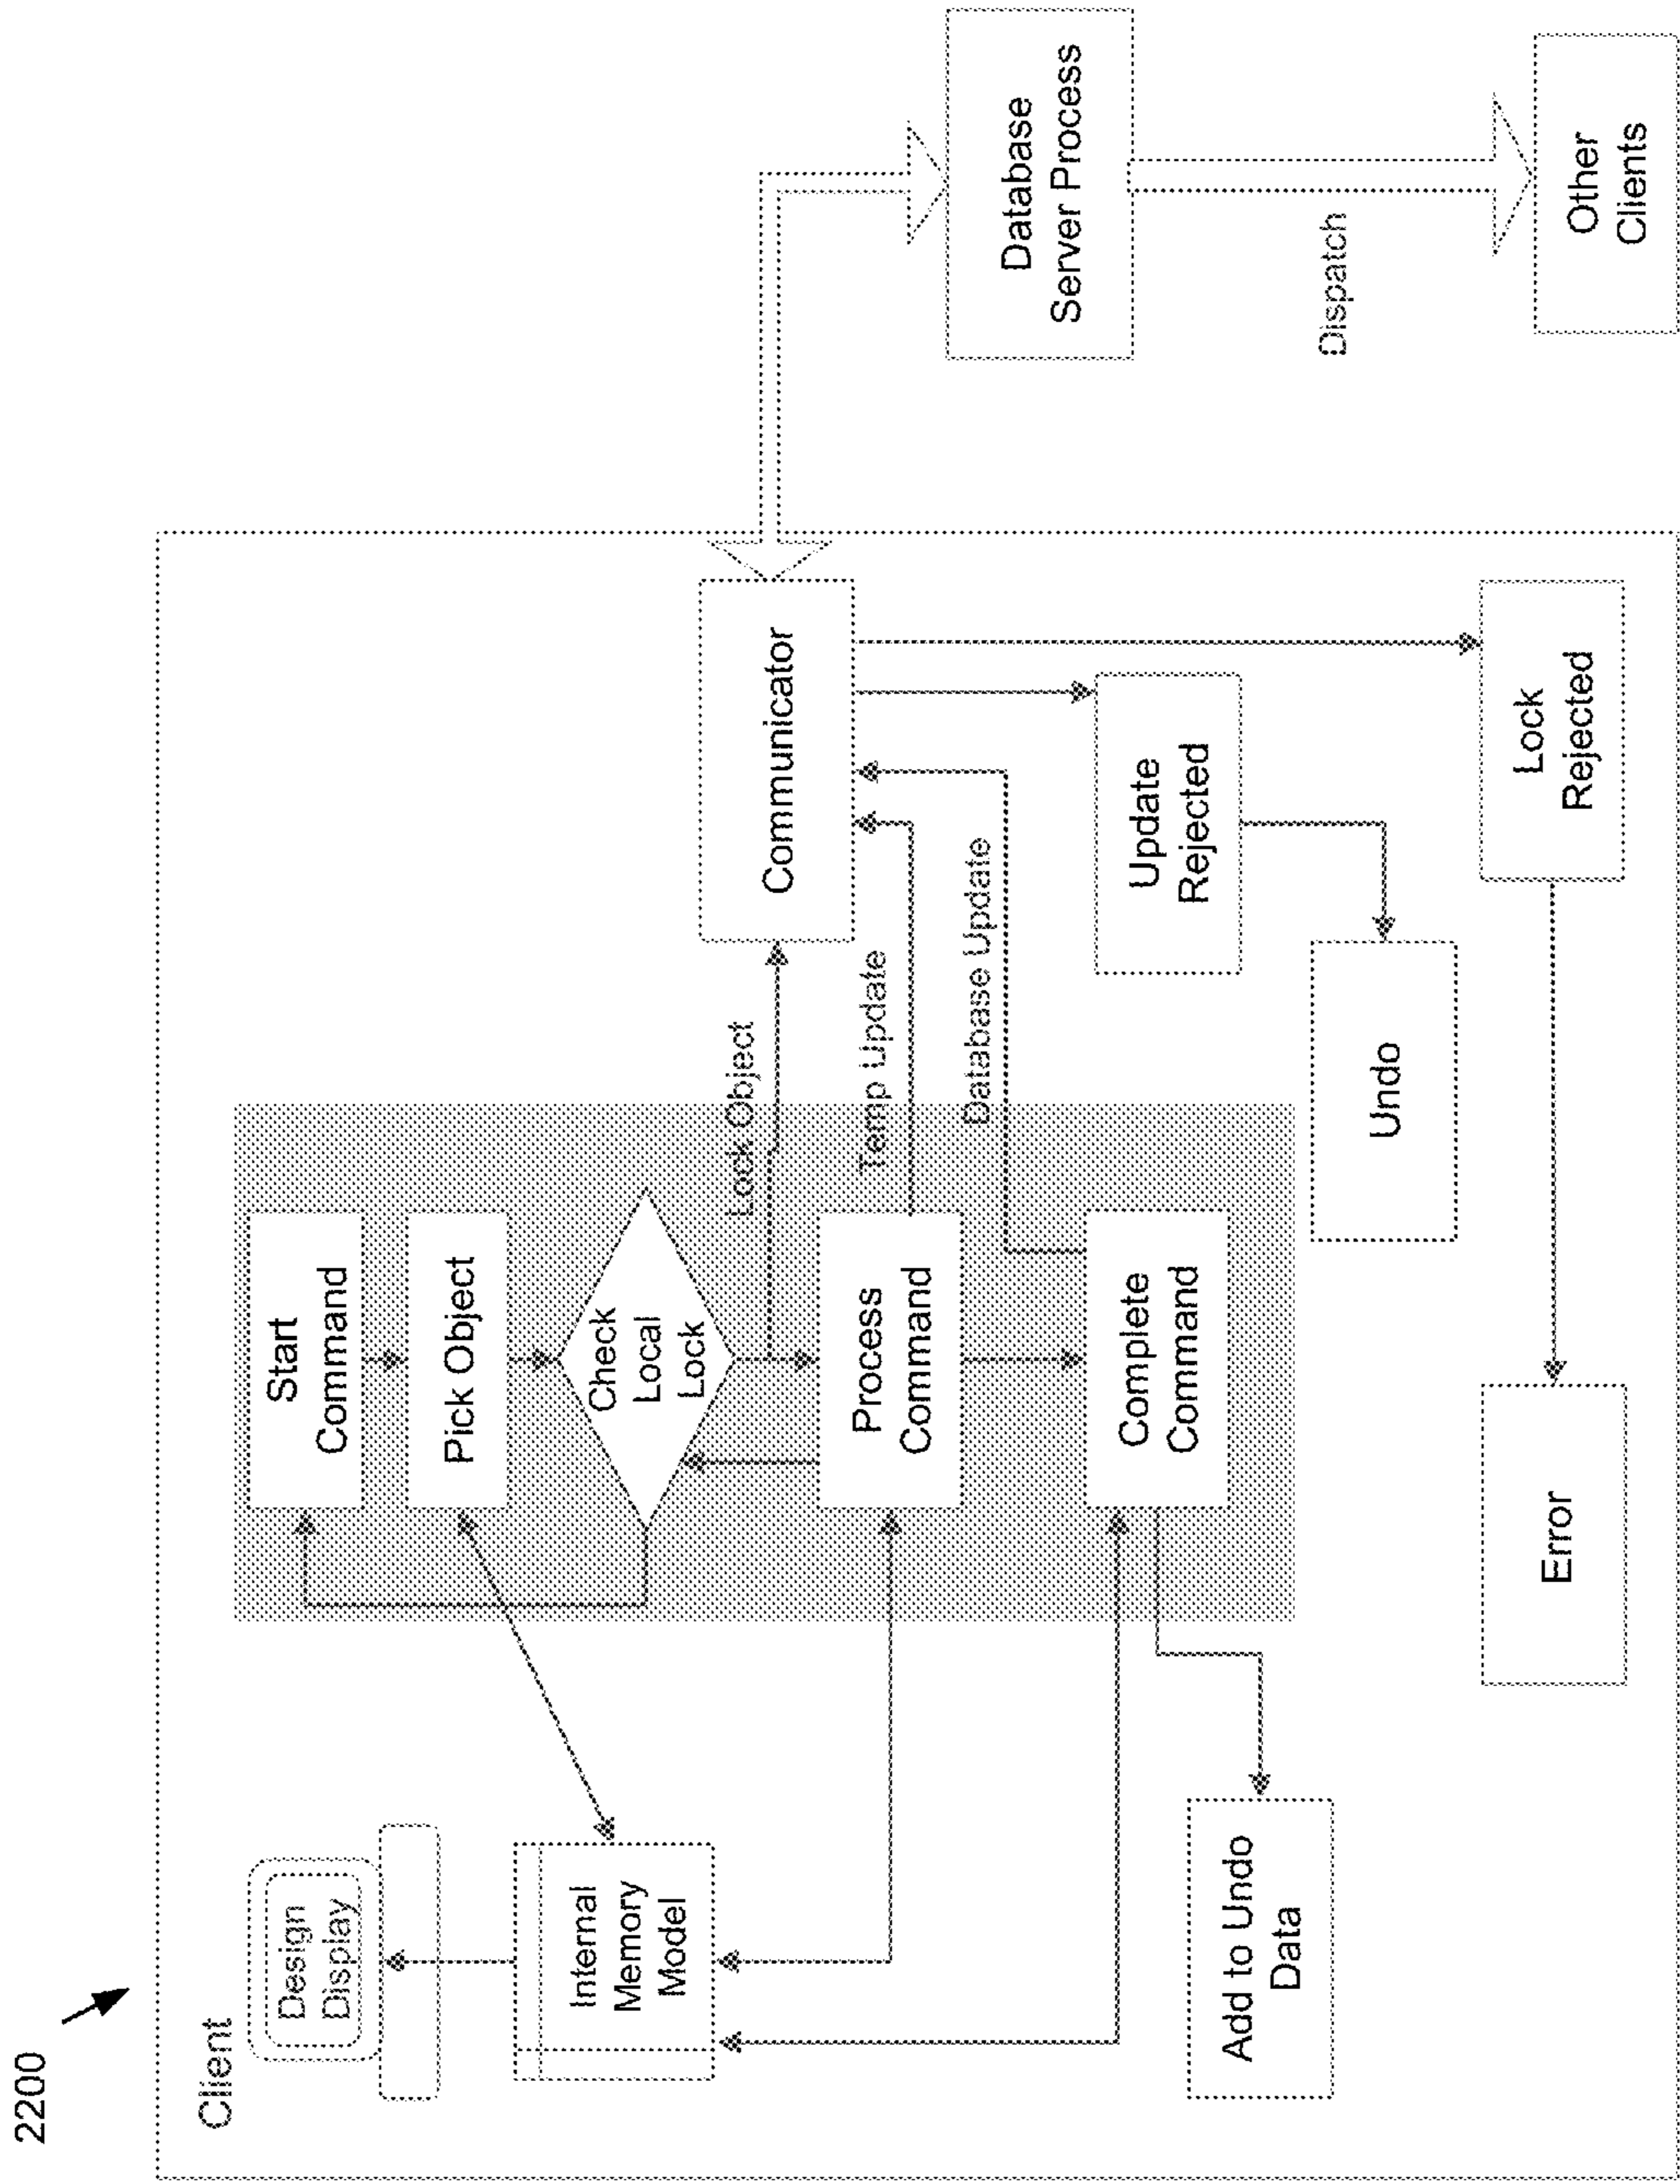 2200
Client
Design
Display
Internal
Memory
Model
Start
Command
Pick Object
Check
Local
Lock
Lock Object
Process
Command
Temp Update
Complete
Command
Database Update
Add to Undo
Data
Communicator
Update
Rejected
Undo
Lock
Rejected
Error
Database
Server Process
Dispatch
Other
Clients